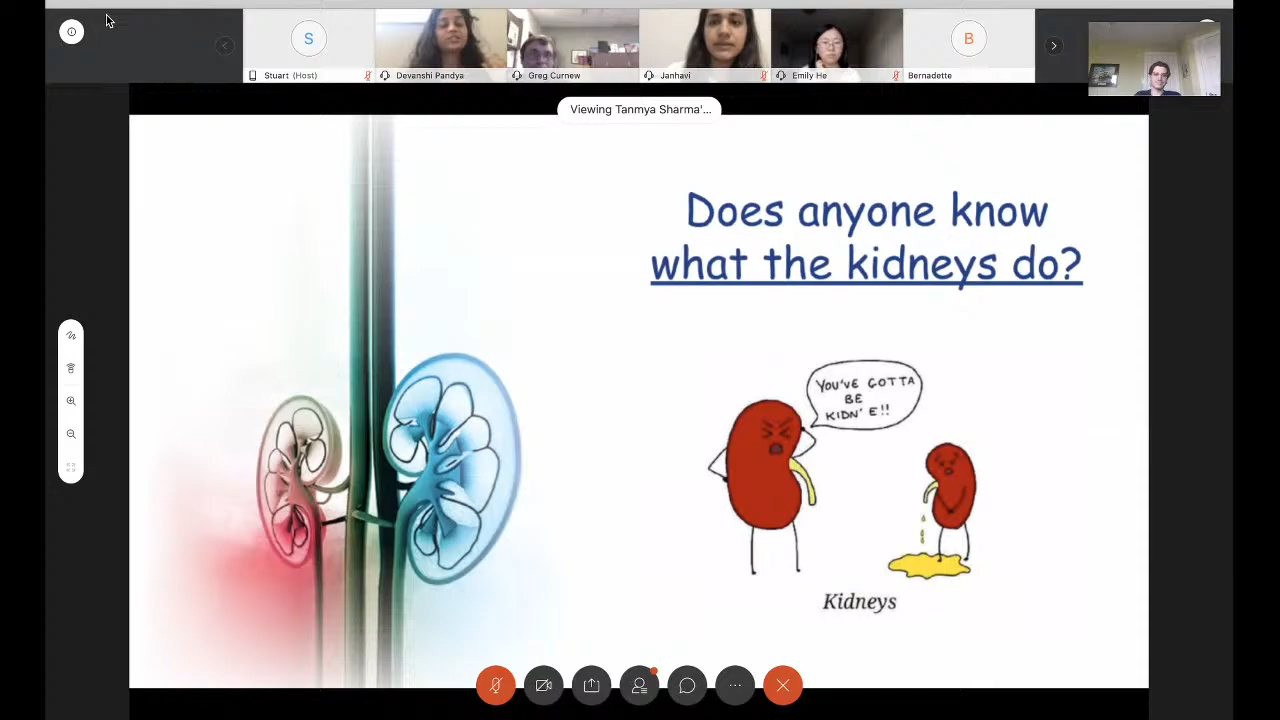 S
B
Stuart (Host)
Devanshi Pandya
Greg Curnew
Janhavi
Emily He
Bernadette
Viewing Tanmya Sharma'...
Does anyone know
what the kidneys do?
YOU'VE GOTTA
BE
KIDN' E!!
Kidneys